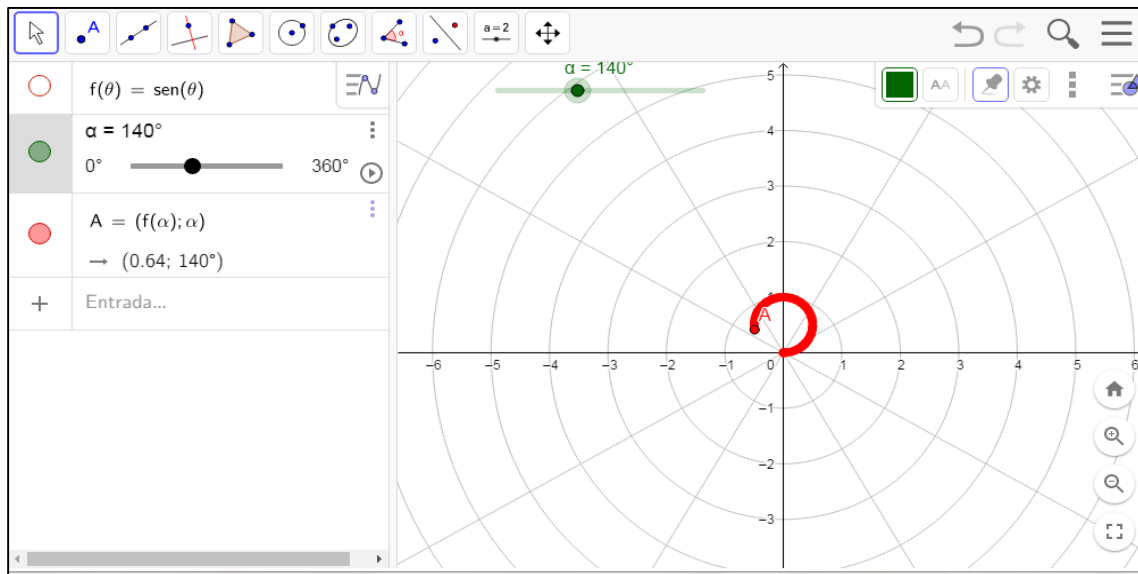 A
α
a=2
f(θ) = sen(θ)
α = 140°
0°
360°
A = (f(α); α)
→ (0.64; 140°)
+ Entrada...
α = 140°
AA
5
4
3
2
1
A
−6 −5 −4 −3 −2 −1 0 1 2 3 4 5 6
−1
−2
−3